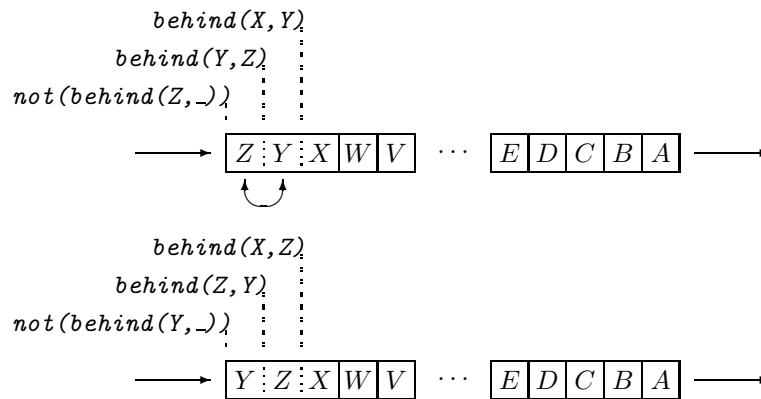 behind(X,Y)
behind(Y,Z)
not(behind(Z,_))
Z Y X W V ··· E D C B A
behind(X,Z)
behind(Z,Y)
not(behind(Y,_))
Y Z X W V ··· E D C B A